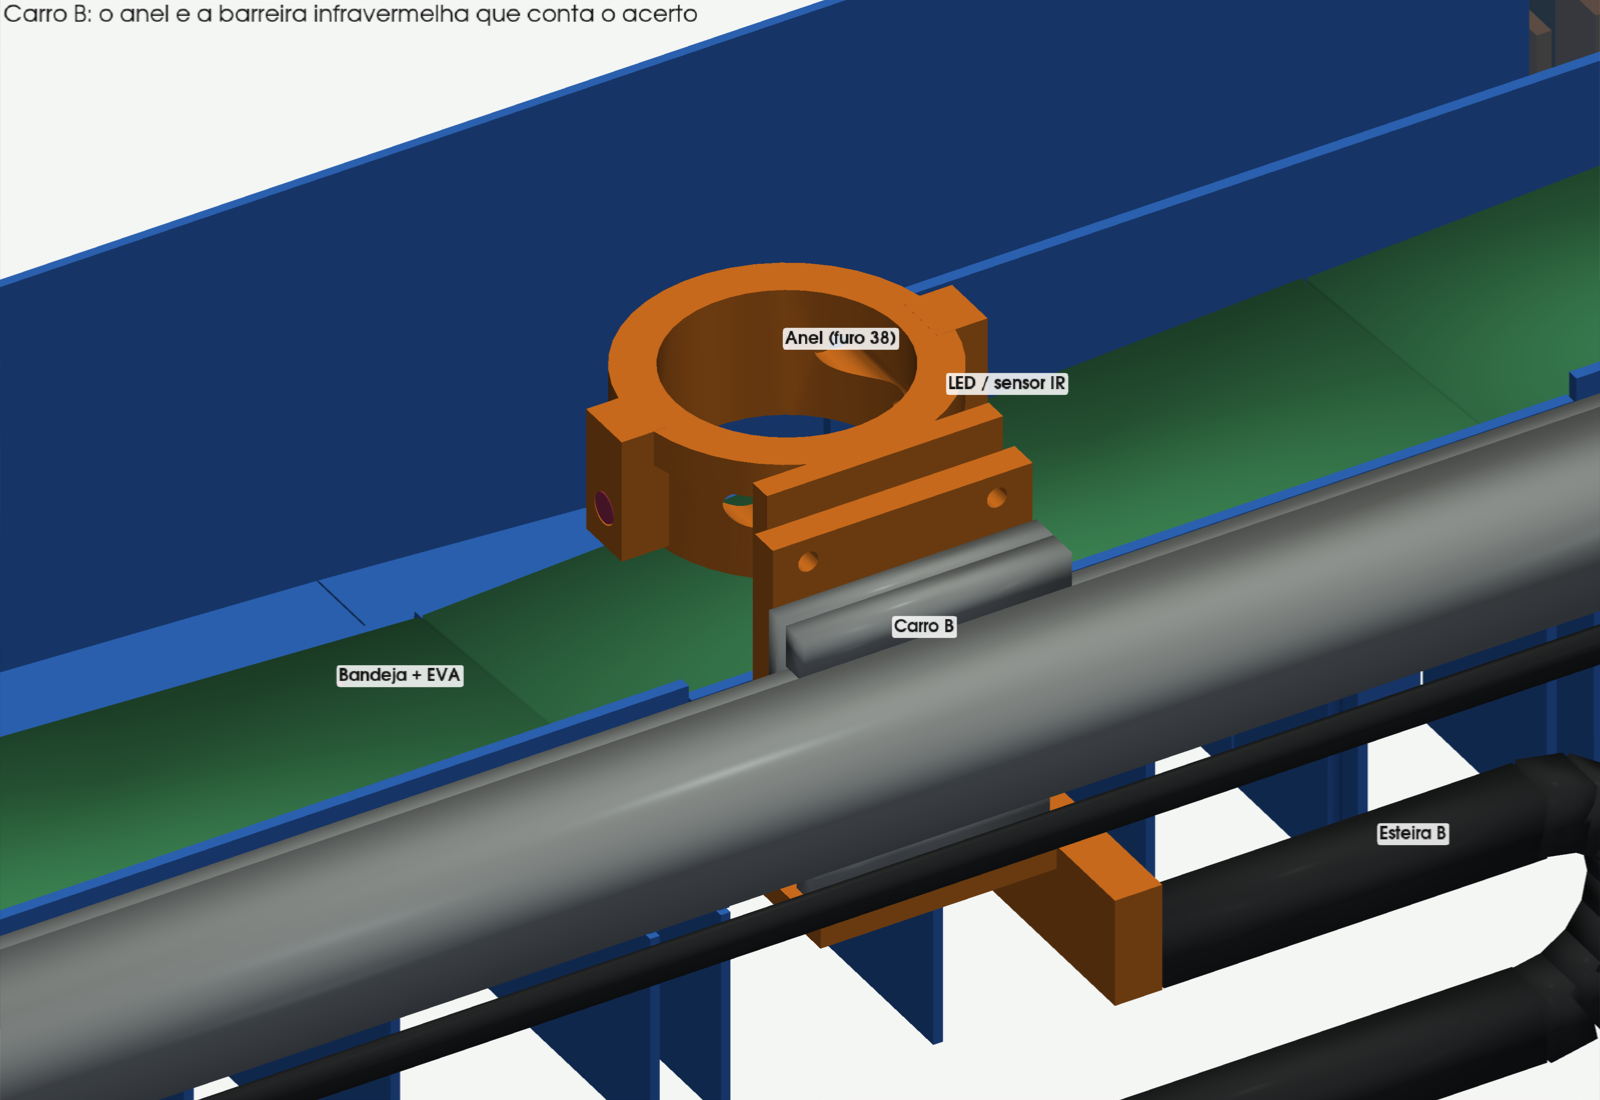 Carro B: o anel e a barreira infravermelha que conta o acerto
Anel (furo 38)
LED / sensor IR
Carro B
Bandeja + EVA
Esteira B